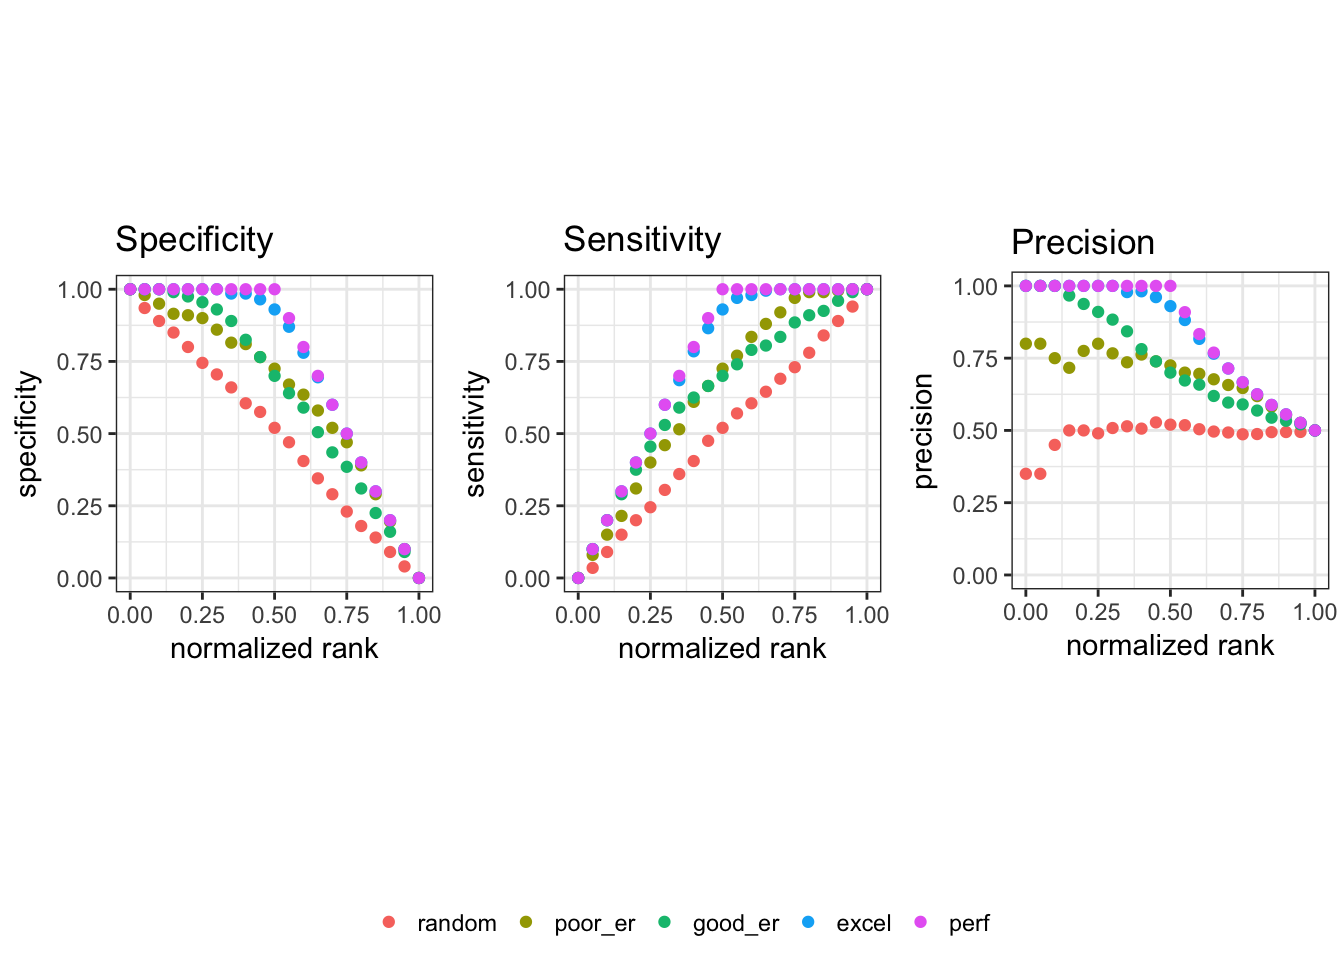 Specificity
Sensitivity
Precision
specificity
1.00
0.75
0.50
0.25
0.00
0.00 0.25 0.50 0.75 1.00
normalized rank
sensitivity
1.00
0.75
0.50
0.25
0.00
0.00 0.25 0.50 0.75 1.00
normalized rank
precision
1.00
0.75
0.50
0.25
0.00
0.00 0.25 0.50 0.75 1.00
normalized rank
random poor_er good_er excel perf